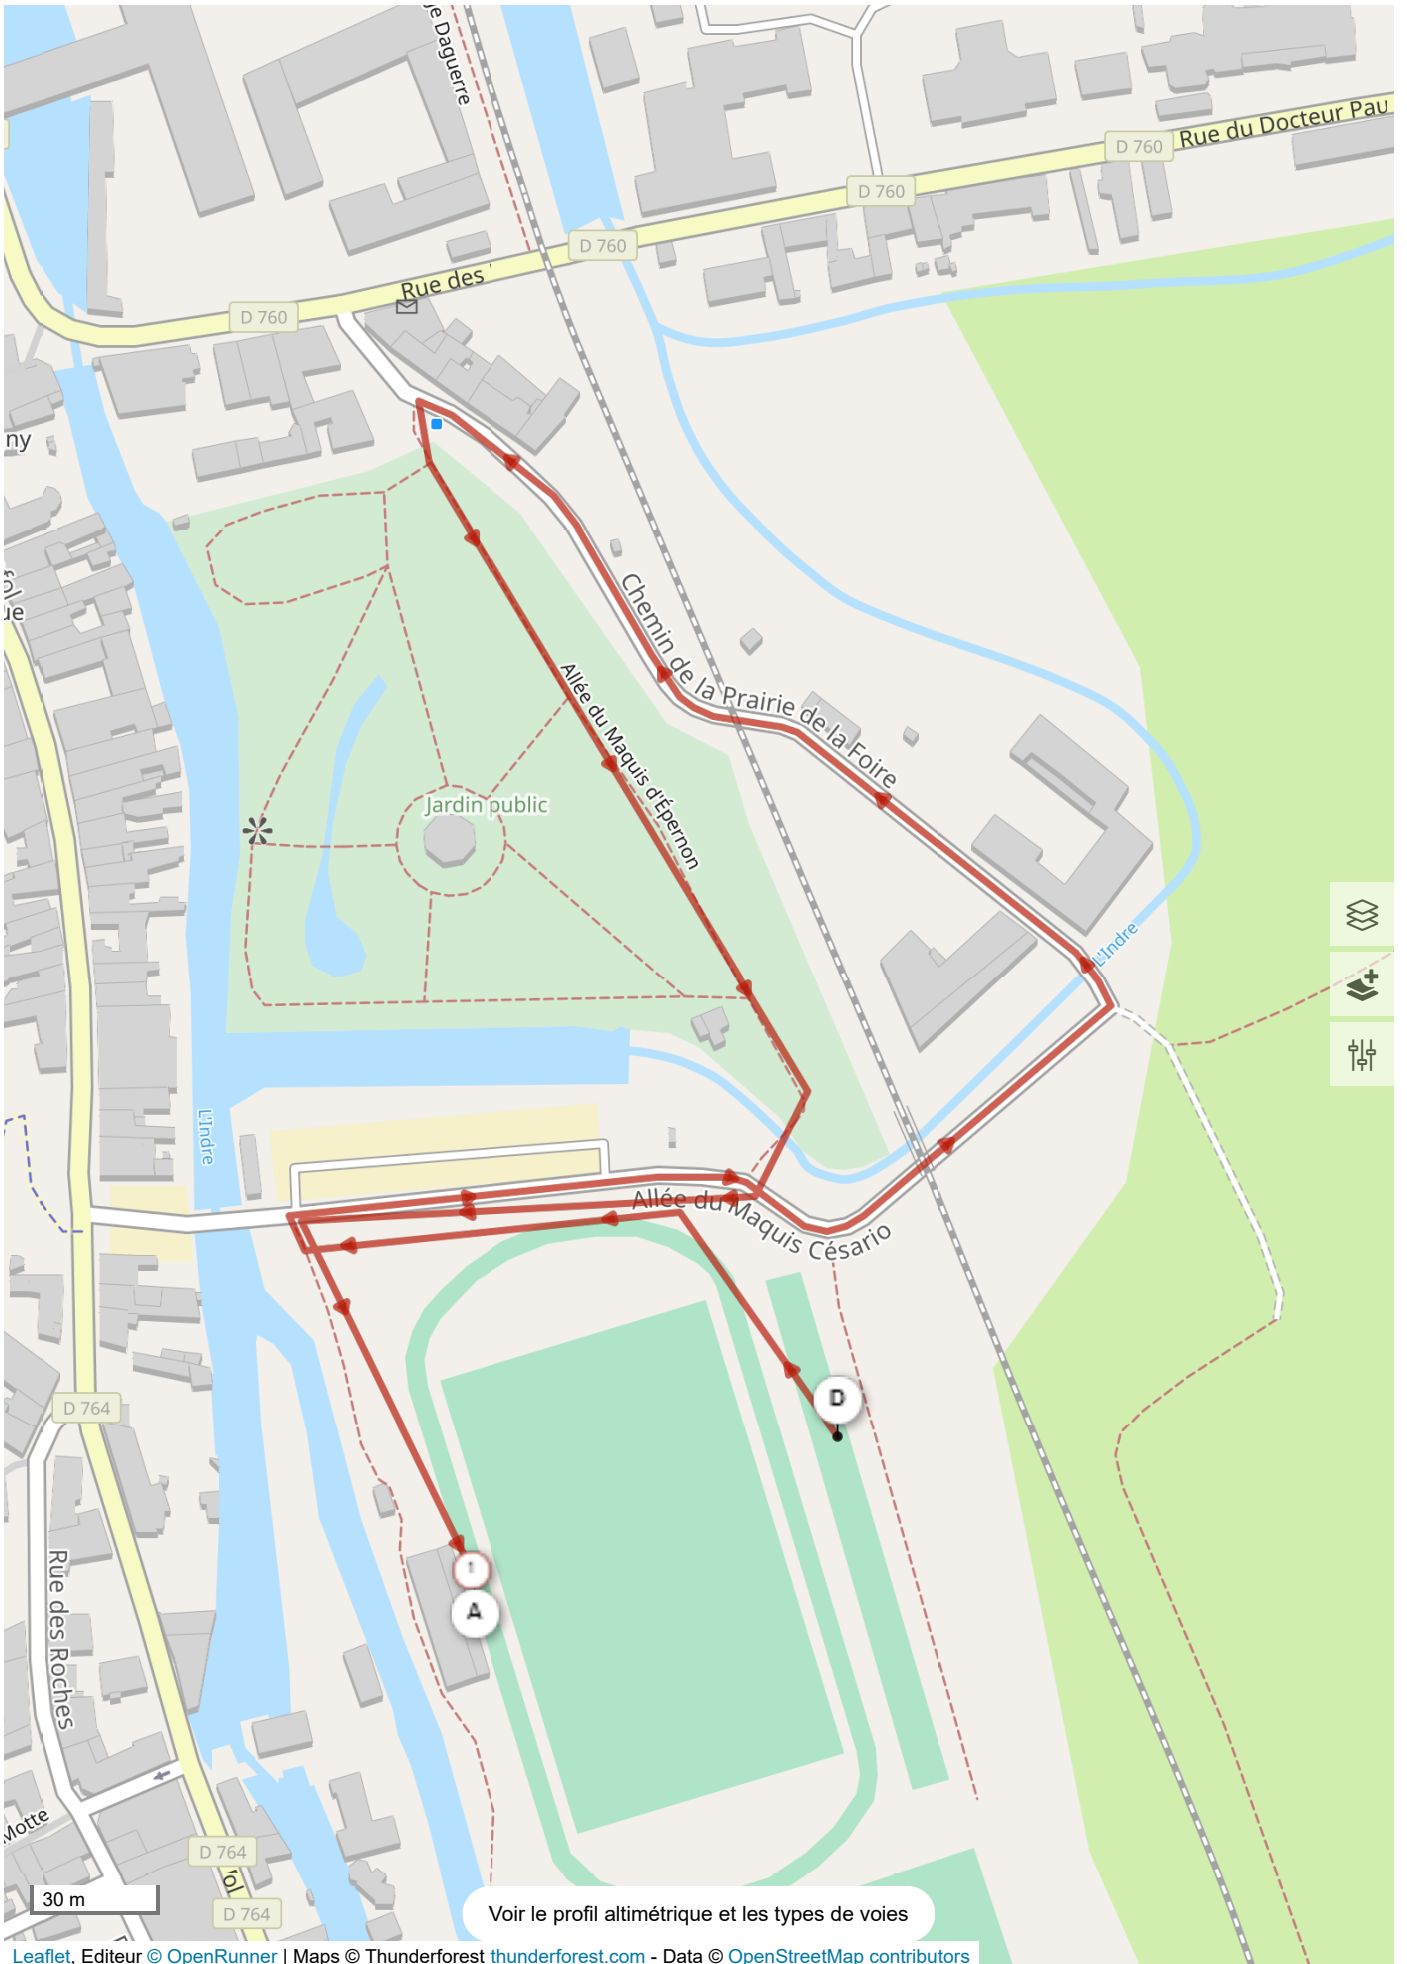 ge Daguerre
Rue du Docteur Pau
D 760
D 760
D 760
Rue des
D 760
ny
ue
Chemin de la Prairie de la Foire
Allée du Maquis d'Épernon
Jardin public
L'Indre
L'Indre
Allée du Maquis Césario
D
D 764
1
A
Rue des Roches
Motte
D 764
D 764
30 m
Voir le profil altimétrique et les types de voies
Leaflet, Editeur © OpenRunner | Maps © Thunderforest thunderforest.com - Data © OpenStreetMap contributors